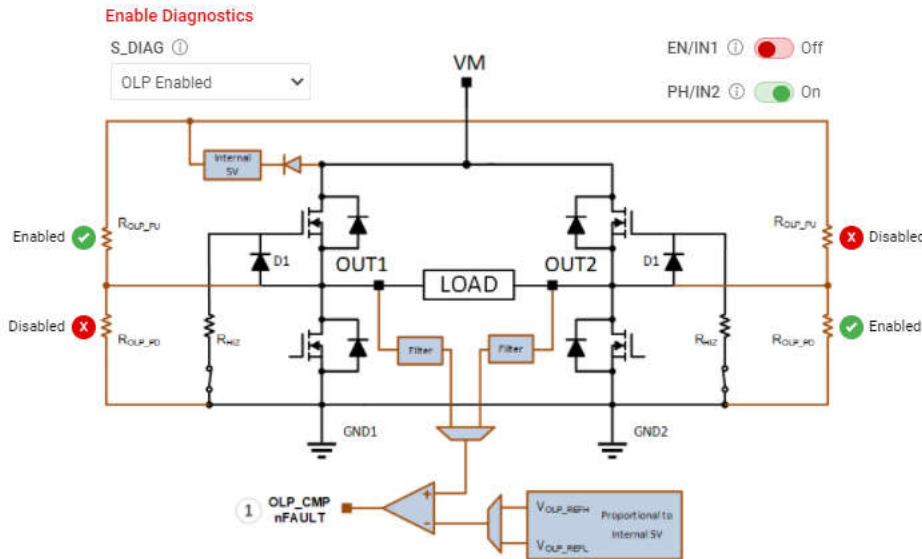 Enable Diagnostics
S_DIAG ⓘ
OLP Enabled
EN/IN1 ⓘ Off
PH/IN2 ⓘ On
VM
Internal
5V
ROLP_PU
ROLP_PU
Enabled
X Disabled
D1
OUT1
OUT2
D1
LOAD
Disabled X
Enabled
ROLP_PD
RHIZ
Filter
Filter
RHIZ
ROLP_PD
GND1
GND2
1 OLP_CMP
nFAULT
+
-
VOLP_REFH
VOLP_REFL
Proportional to
Internal 5V